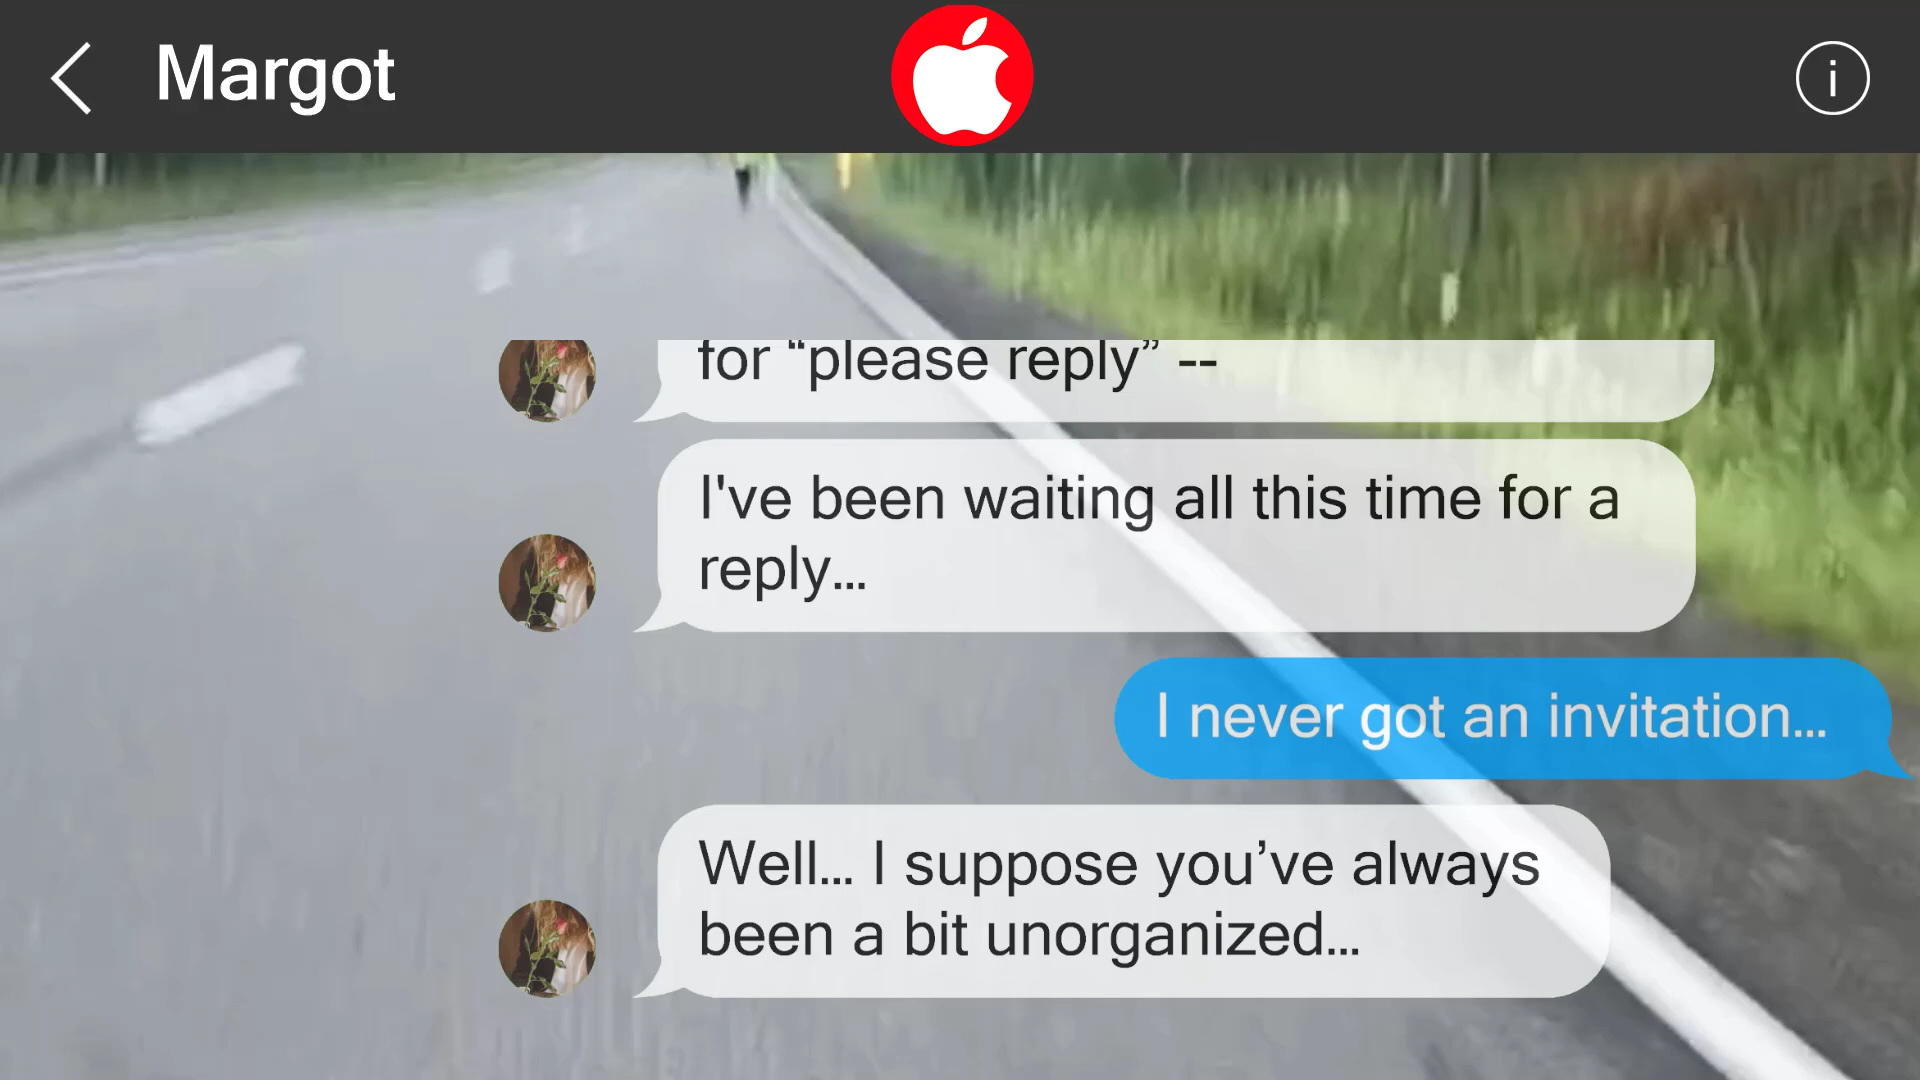 Margot
i
for “please reply” --
I've been waiting all this time for a
reply...
I never got an invitation...
Well... I suppose you’ve always
been a bit unorganized...